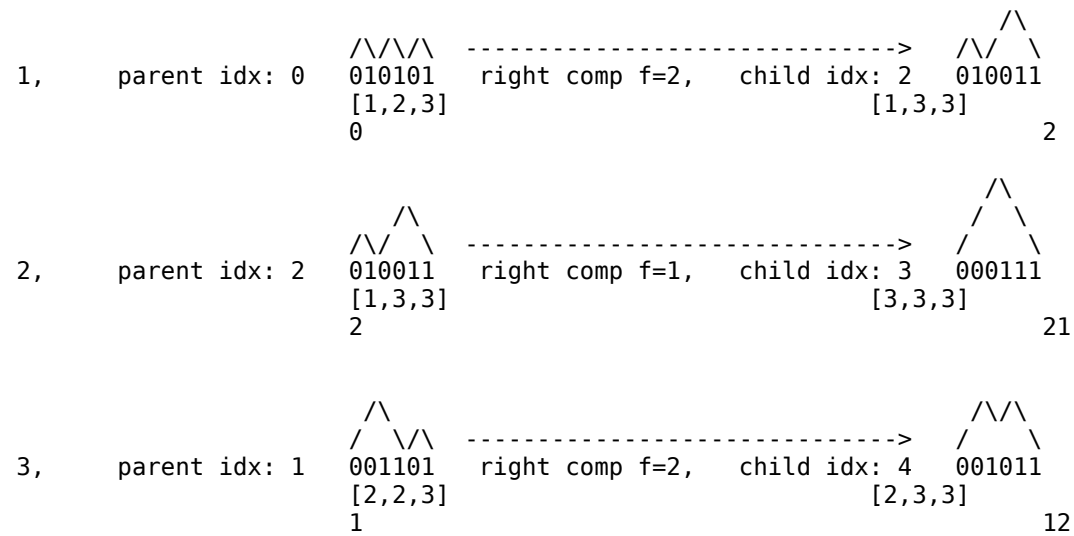 /\
                            /\/\/\  ----------------------------->   /\/  \
1,      parent idx: 0   010101   right comp f=2,   child idx: 2   010011
                            [1,2,3]                                   [1,3,3]
                            0                                                        2
                                                                                 /\
                               /\                                               /  \
                            /\/  \  ----------------------------->   /    \
2,      parent idx: 2   010011   right comp f=1,   child idx: 3   000111
                            [1,3,3]                                   [3,3,3]
                            2                                                        21
                             /\                                                /\/\
                            /  \/\  ----------------------------->   /    \
3,      parent idx: 1   001101   right comp f=2,   child idx: 4   001011
                            [2,2,3]                                   [2,3,3]
                            1                                                        12